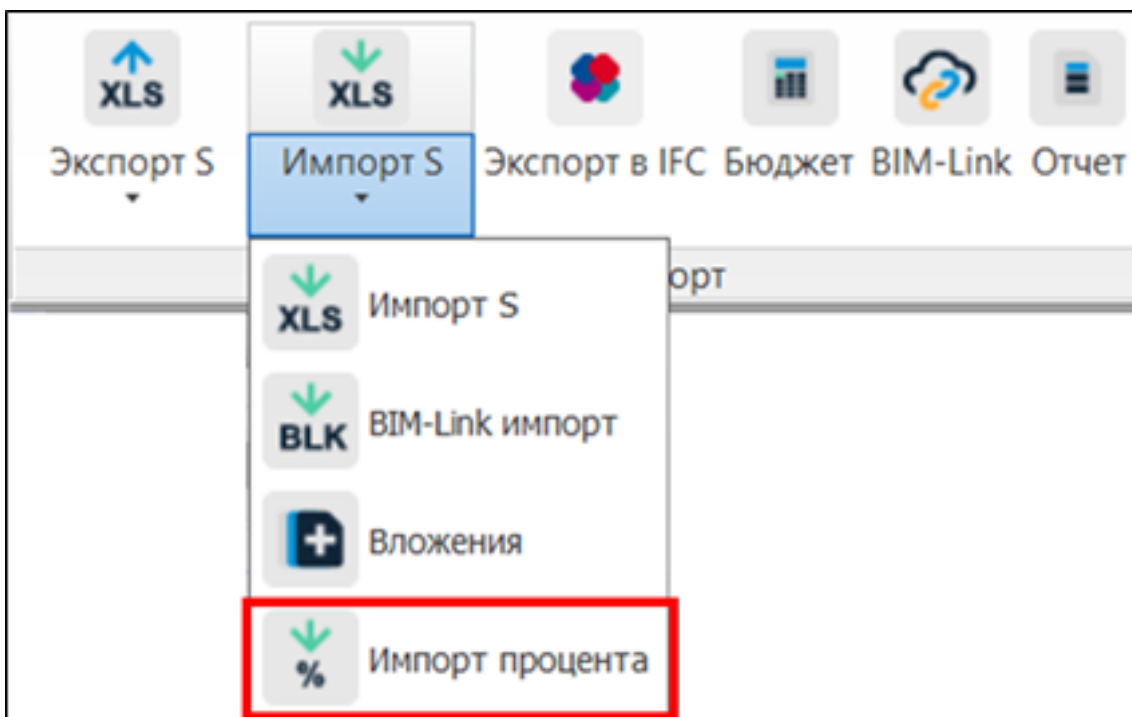 XLS XLS
Экспорт S Импорт S Экспорт в IFC Бюджет BIM-Link Отчет
орт
XLS Импорт S
BLK BIM-Link импорт
Вложения
% Импорт процента